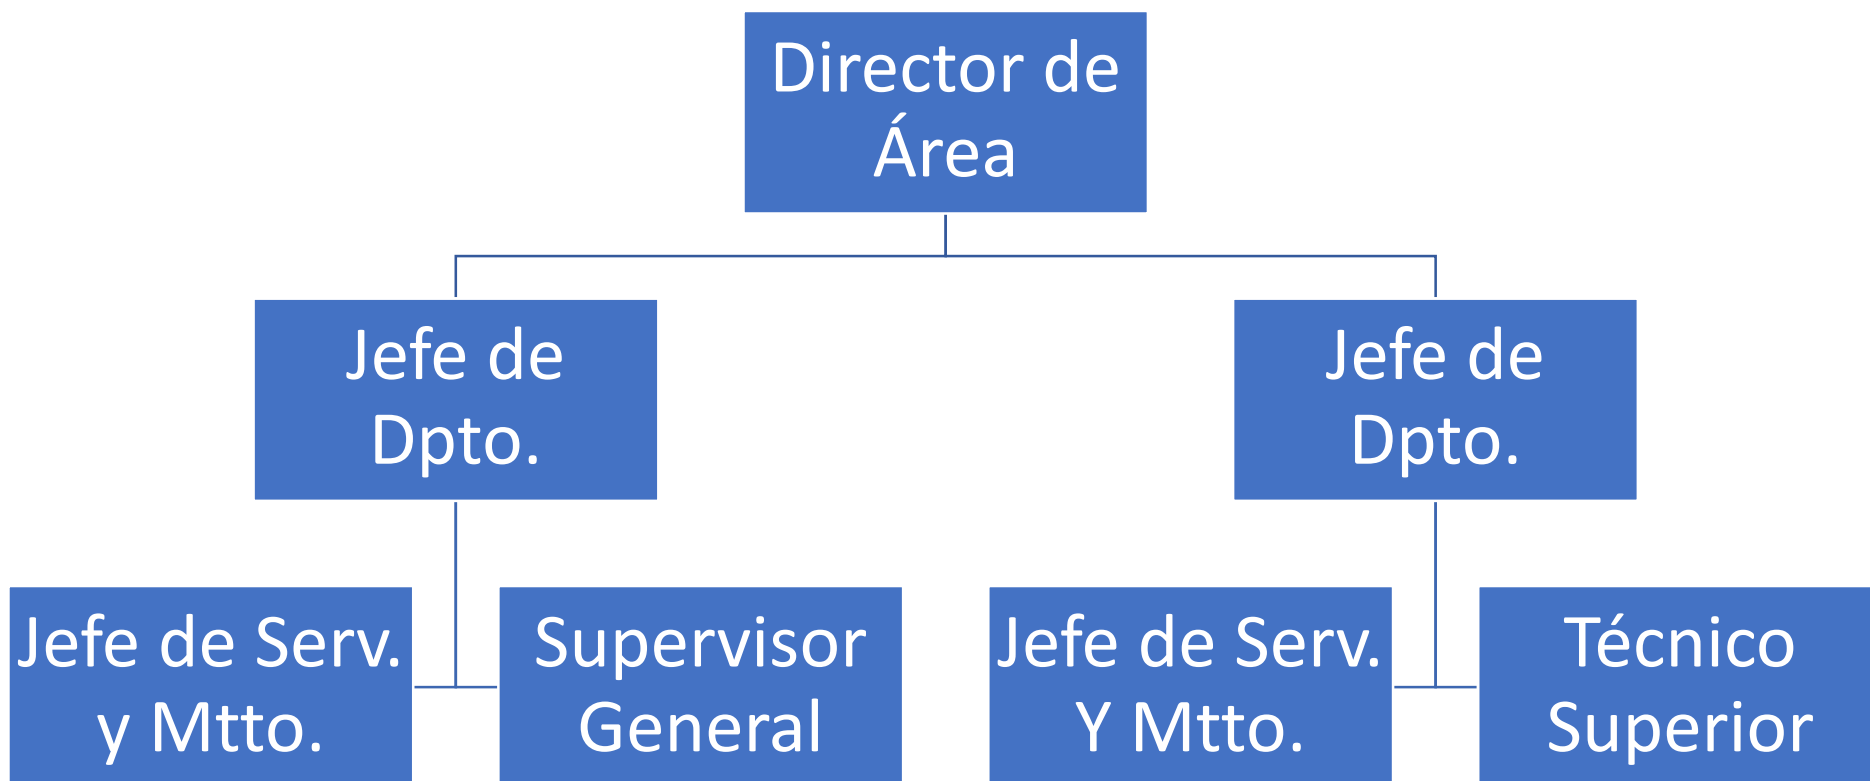 Director de
Área
Jefe de
Dpto.
Jefe de
Dpto.
Jefe de Serv.
y Mtto.
Supervisor
General
Jefe de Serv.
Y Mtto.
Técnico
Superior